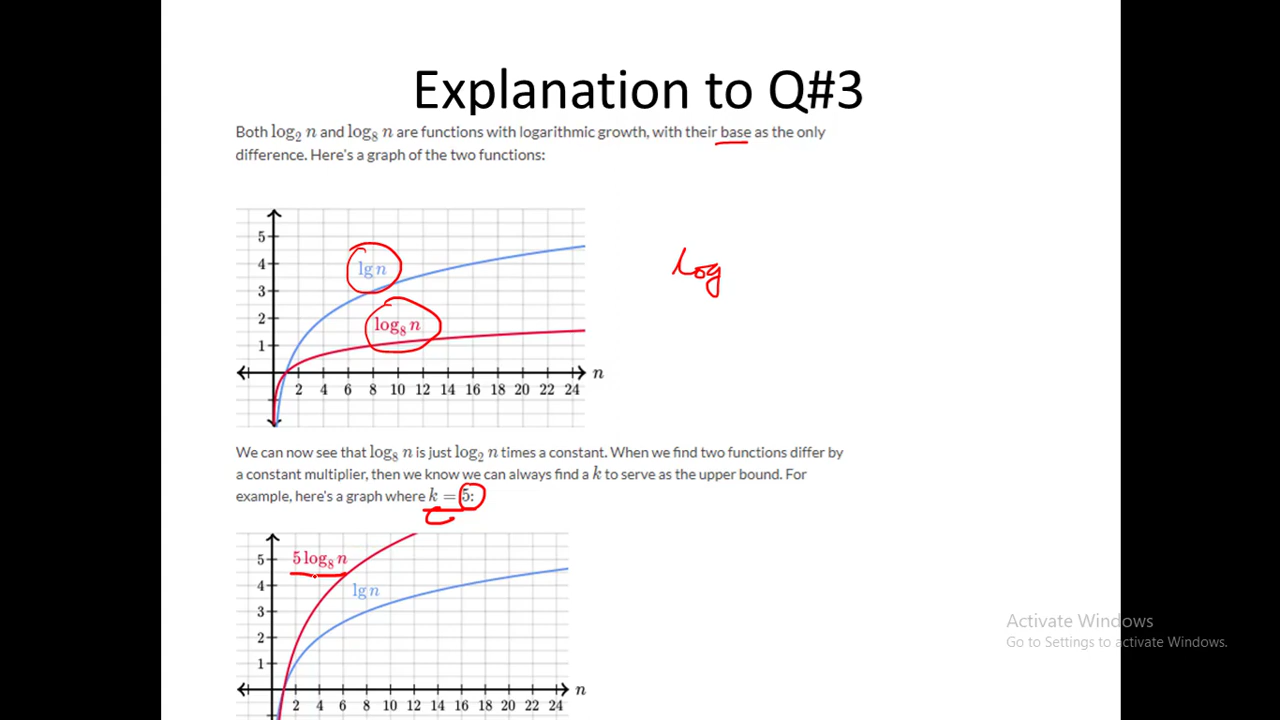 Explanation to Q#3
Both log₂ n and log₈ n are functions with logarithmic growth, with their base as the only
difference. Here's a graph of the two functions:
5
4
3
2
1
lg n
log₈ n
log
2 4 6 8 10 12 14 16 18 20 22 24
n
We can now see that log₈ n is just log₂ n times a constant. When we find two functions differ by
a constant multiplier, then we know we can always find a k to serve as the upper bound. For
example, here's a graph where k = 5:
5
4
3
2
1
5 log₈ n
lg n
2 4 6 8 10 12 14 16 18 20 22 24
n
Activate Windows
Go to Settings to activate Windows.